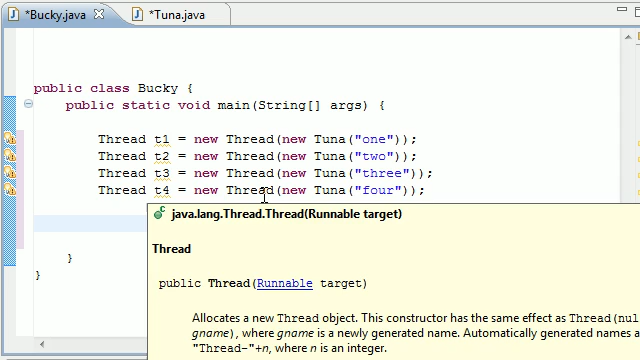 *Bucky.java *Tuna.java
public class Bucky {
public static void main(String[] args) {
Thread t1 = new Thread(new Tuna("one"));
Thread t2 = new Thread(new Tuna("two"));
Thread t3 = new Thread(new Tuna("three"));
Thread t4 = new Thread(new Tuna("four"));
java.lang.Thread.Thread(Runnable target)
Thread
public Thread(Runnable target)
}
}
Allocates a new Thread object. This constructor has the same effect as Thread(nul
gname), where gname is a newly generated name. Automatically generated names a
"Thread-"+n, where n is an integer.